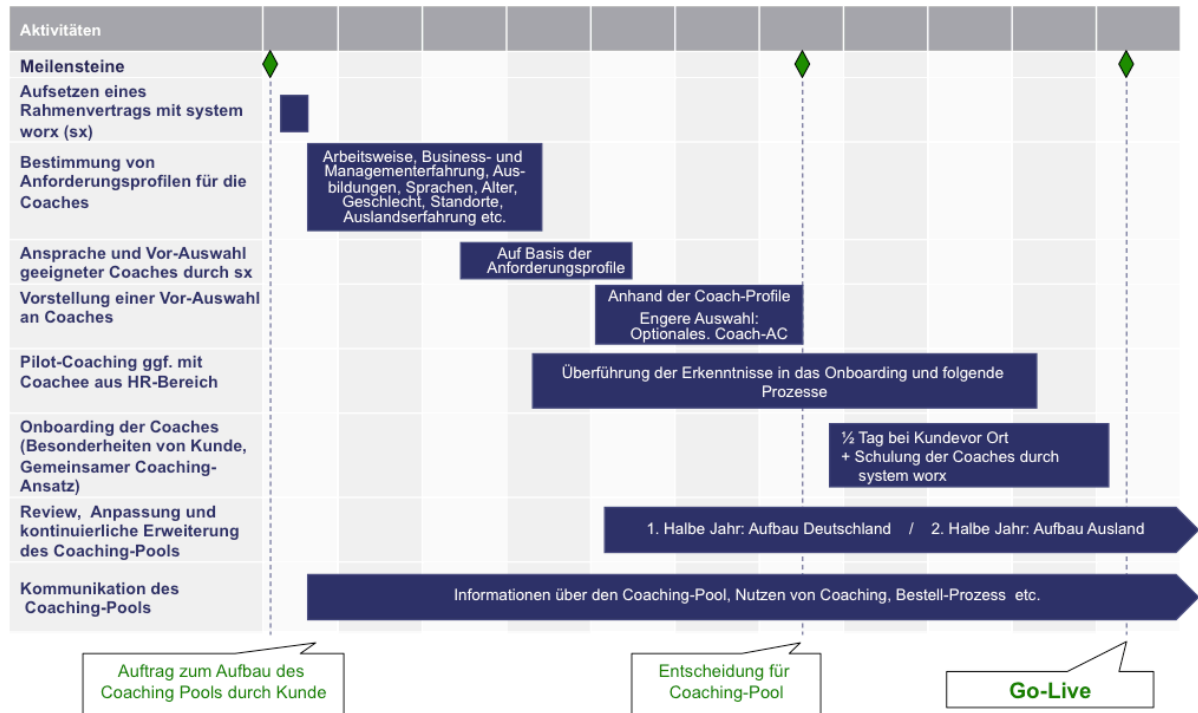 Aktivitäten
Meilensteine
Aufsetzen eines
Rahmenvertrags mit system
worx (sx)
Bestimmung von
Anforderungsprofilen für die
Coaches
Arbeitsweise, Business- und
Managementerfahrung, Aus-
bildungen, Sprachen, Alter,
Geschlecht, Standorte,
Auslandserfahrung etc.
Ansprache und Vor-Auswahl
geeigneter Coaches durch sx
Auf Basis der
Anforderungsprofile
Vorstellung einer Vor-Auswahl
an Coaches
Anhand der Coach-Profile
Engere Auswahl:
Optionales. Coach-AC
Pilot-Coaching ggf. mit
Coachee aus HR-Bereich
Überführung der Erkenntnisse in das Onboarding und folgende
Prozesse
Onboarding der Coaches
(Besonderheiten von Kunde,
Gemeinsamer Coaching-
Ansatz)
½ Tag bei Kundevor Ort
+ Schulung der Coaches durch
system worx
Review, Anpassung und
kontinuierliche Erweiterung
des Coaching-Pools
1. Halbe Jahr: Aufbau Deutschland / 2. Halbe Jahr: Aufbau Ausland
Kommunikation des
Coaching-Pools
Informationen über den Coaching-Pool, Nutzen von Coaching, Bestell-Prozess etc.
Auftrag zum Aufbau des
Coaching Pools durch Kunde
Entscheidung für
Coaching-Pool
Go-Live